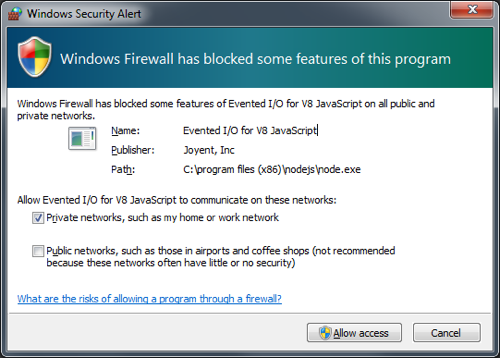 Windows Security Alert
Windows Firewall has blocked some features of this program
Windows Firewall has blocked some features of Evented I/O for V8 JavaScript on all public and
private networks.
Name: Evented I/O for V8 JavaScript
Publisher: Joyent, Inc
Path: C:\program files (x86)\nodejs\node.exe
Allow Evented I/O for V8 JavaScript to communicate on these networks:
Private networks, such as my home or work network
Public networks, such as those in airports and coffee shops (not recommended
because these networks often have little or no security)
What are the risks of allowing a program through a firewall?
Allow access Cancel